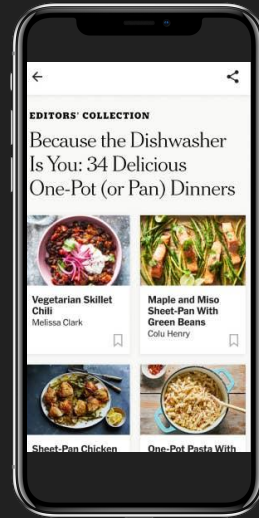 EDITORS' COLLECTION
Because the Dishwasher
Is You: 34 Delicious
One-Pot (or Pan) Dinners
Vegetarian Skillet
Chili
Melissa Clark
Maple and Miso
Sheet-Pan With
Green Beans
Colu Henry
Sheet-Pan Chicken
One-Pot Pasta With